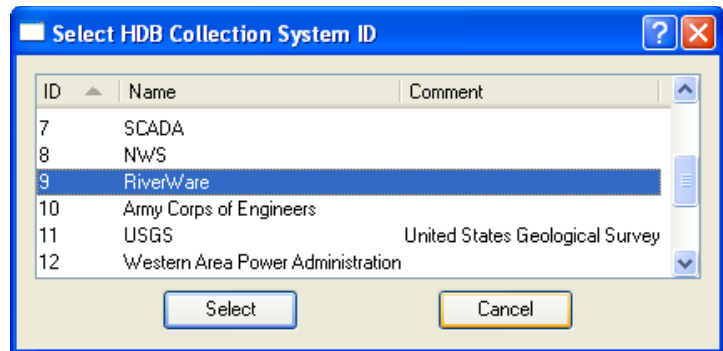 Select HDB Collection System ID
ID Name Comment
7 SCADA
8 NWS
9 RiverWare
10 Army Corps of Engineers
11 USGS United States Geological Survey
12 Western Area Power Administration
Select Cancel